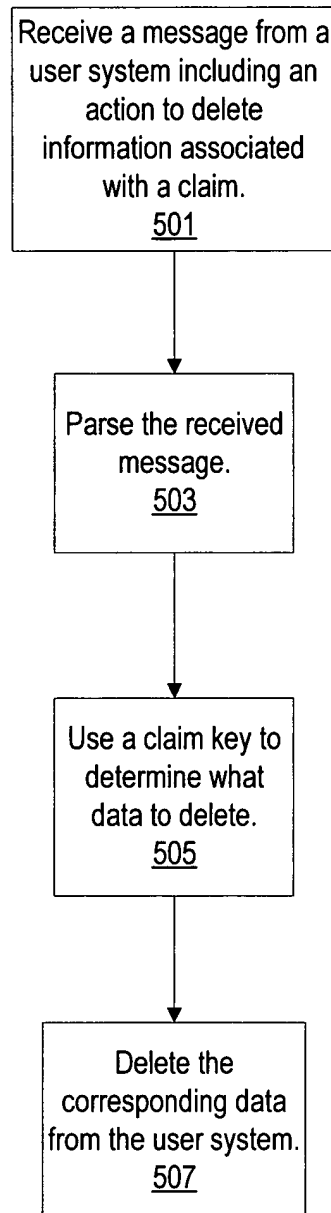 Receive a message from a
user system including an
action to delete
information associated
with a claim.
501
Parse the received
message.
503
Use a claim key to
determine what
data to delete.
505
Delete the
corresponding data
from the user system.
507